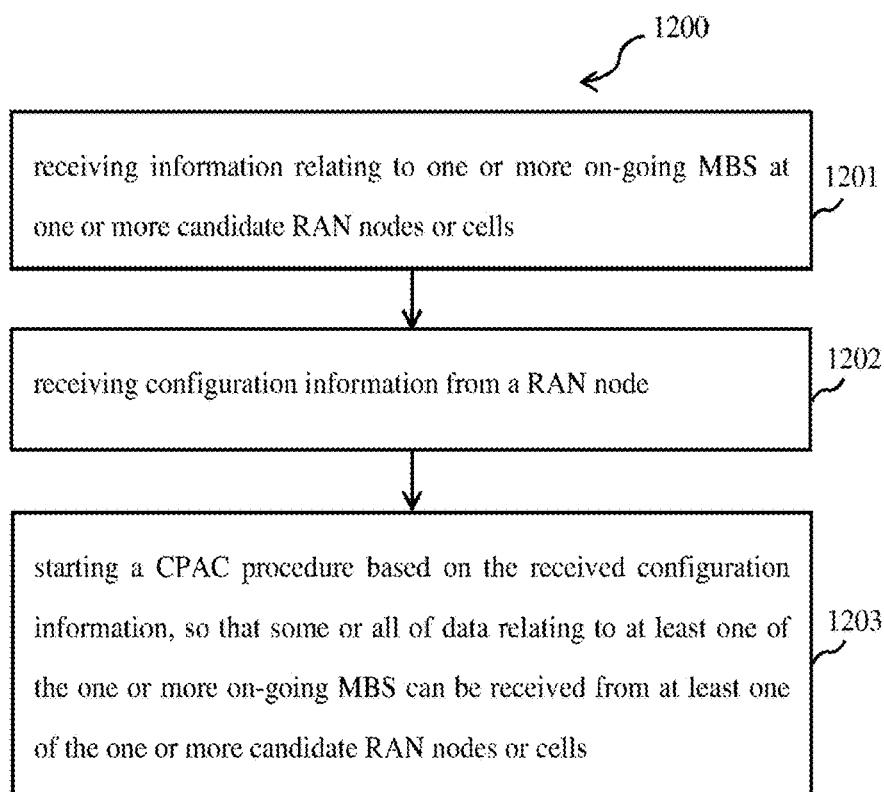 1200
receiving information relating to one or more on-going MBS at
one or more candidate RAN nodes or cells
1201
receiving configuration information from a RAN node
1202
starting a CPAC procedure based on the received configuration
information, so that some or all of data relating to at least one of
the one or more on-going MBS can be received from at least one
of the one or more candidate RAN nodes or cells
1203